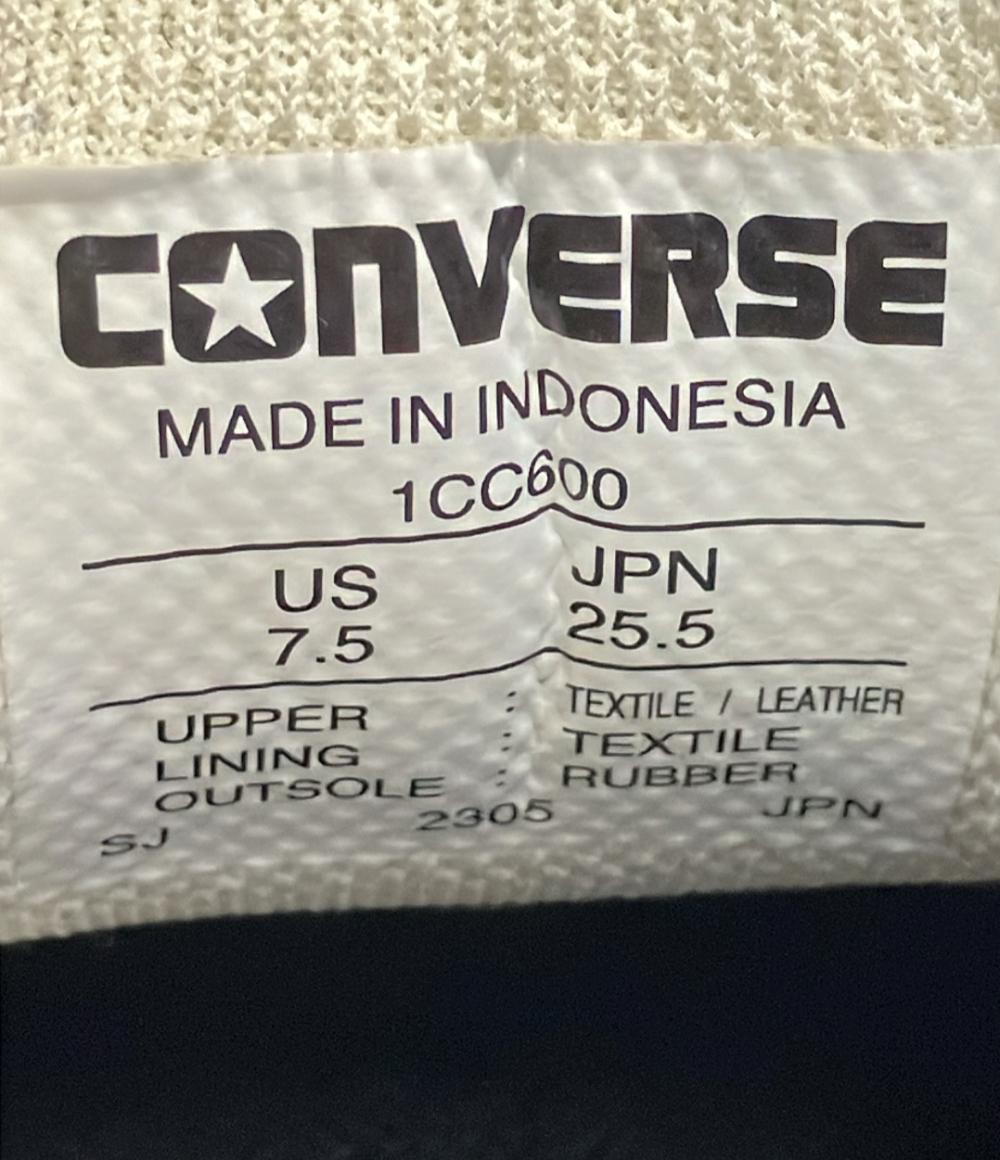 CONVERSE
MADE IN INDONESIA
1CC600
US JPN
7.5 25.5
UPPER : TEXTILE / LEATHER
LINING : TEXTILE
OUTSOLE : RUBBER
SJ 2305 JPN